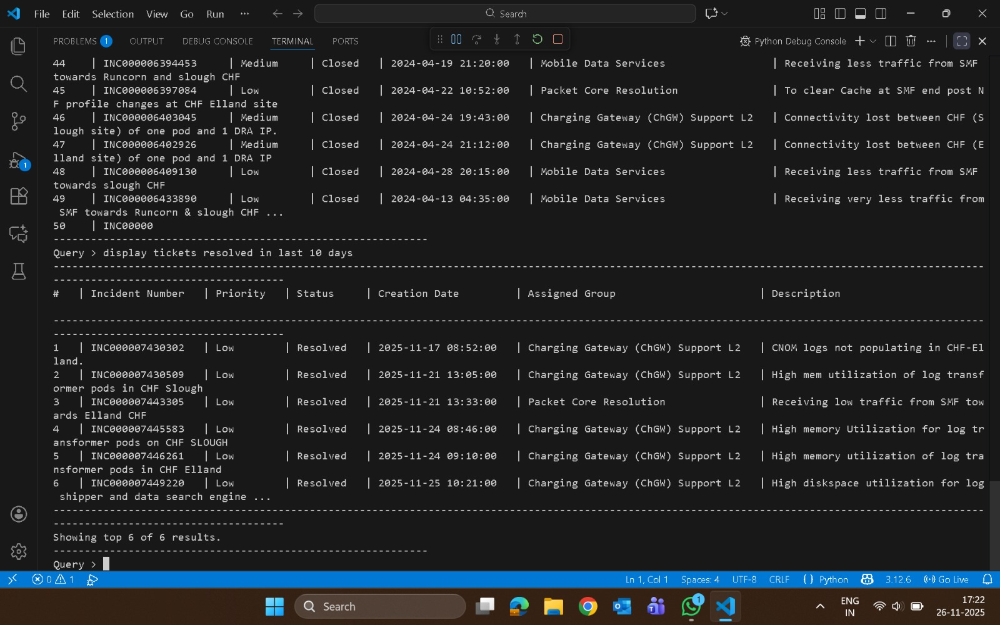 File Edit Selection View Go Run ··· Search
PROBLEMS 1 OUTPUT DEBUG CONSOLE TERMINAL PORTS Python Debug Console
44 | INC000006394453 | Medium | Closed | 2024-04-19 21:20:00 | Mobile Data Services | Receiving less traffic from SMF
towards Runcorn and slough CHF
45 | INC000006397084 | Low | Closed | 2024-04-22 10:52:00 | Packet Core Resolution | To clear Cache at SMF end post N
F profile changes at CHF Elland site
46 | INC000006403045 | Medium | Closed | 2024-04-24 19:43:00 | Charging Gateway (ChGW) Support L2 | Connectivity lost between CHF (S
lough site) of one pod and 1 DRA IP.
47 | INC000006402926 | Medium | Closed | 2024-04-24 21:12:00 | Charging Gateway (ChGW) Support L2 | Connectivity lost between CHF (E
lland site) of one pod and 1 DRA IP
48 | INC000006409130 | Low | Closed | 2024-04-28 20:15:00 | Mobile Data Services | Receiving less traffic from SMF
towards slough CHF
49 | INC000006433890 | Low | Closed | 2024-04-13 04:35:00 | Mobile Data Services | Receiving very less traffic from
SMF towards Runcorn & slough CHF ...
50 | INC00000
------------------------------------------------------------
Query > display tickets resolved in last 10 days
-----------------------------------------------------------------------------------------------------------------------------------------------------
-------------------------------------
# | Incident Number | Priority | Status | Creation Date | Assigned Group | Description
-----------------------------------------------------------------------------------------------------------------------------------------------------
-------------------------------------
1 | INC000007430302 | Low | Resolved | 2025-11-17 08:52:00 | Charging Gateway (ChGW) Support L2 | CNOM logs not populating in CHF-El
land.
2 | INC000007430509 | Low | Resolved | 2025-11-21 13:05:00 | Charging Gateway (ChGW) Support L2 | High mem utilization of log transf
ormer pods in CHF Slough
3 | INC000007443305 | Low | Resolved | 2025-11-21 13:33:00 | Packet Core Resolution | Receiving low traffic from SMF tow
ards Elland CHF
4 | INC000007445583 | Low | Resolved | 2025-11-24 08:46:00 | Charging Gateway (ChGW) Support L2 | High memory Utilization for log tr
ansformer pods on CHF SLOUGH
5 | INC000007446261 | Low | Resolved | 2025-11-24 09:10:00 | Charging Gateway (ChGW) Support L2 | High memory utilization of log tra
nsformer pods in CHF Elland
6 | INC000007449220 | Low | Resolved | 2025-11-25 10:21:00 | Charging Gateway (ChGW) Support L2 | High diskspace utilization for log
shipper and data search engine ...
-----------------------------------------------------------------------------------------------------------------------------------------------------
-------------------------------------
Showing top 6 of 6 results.
------------------------------------------------------------
Query >
0 1 Ln 1, Col 1 Spaces: 4 UTF-8 CRLF { } Python 3.12.6 Go Live
Search 1 ENG 17:22
IN 26-11-2025